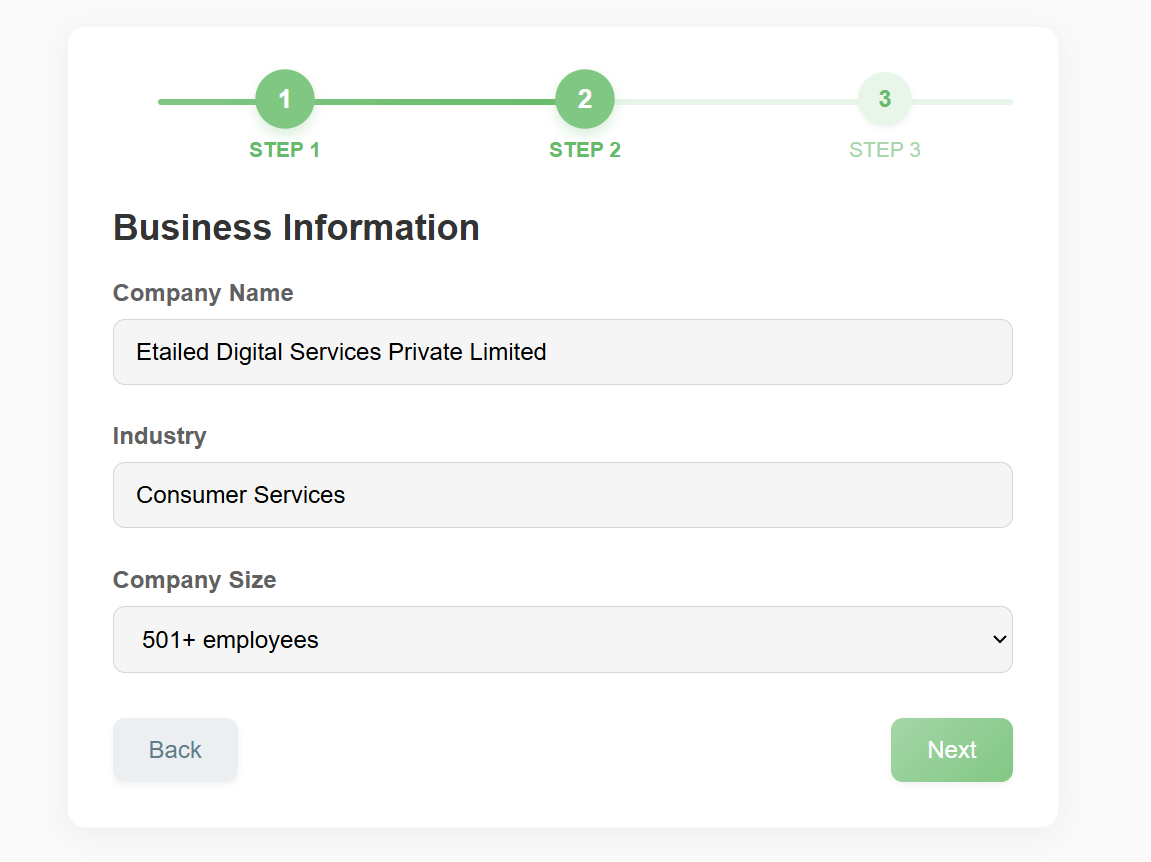 1
2
3
STEP 1
STEP 2
STEP 3
Business Information
Company Name
Etailed Digital Services Private Limited
Industry
Consumer Services
Company Size
501+ employees
Back
Next